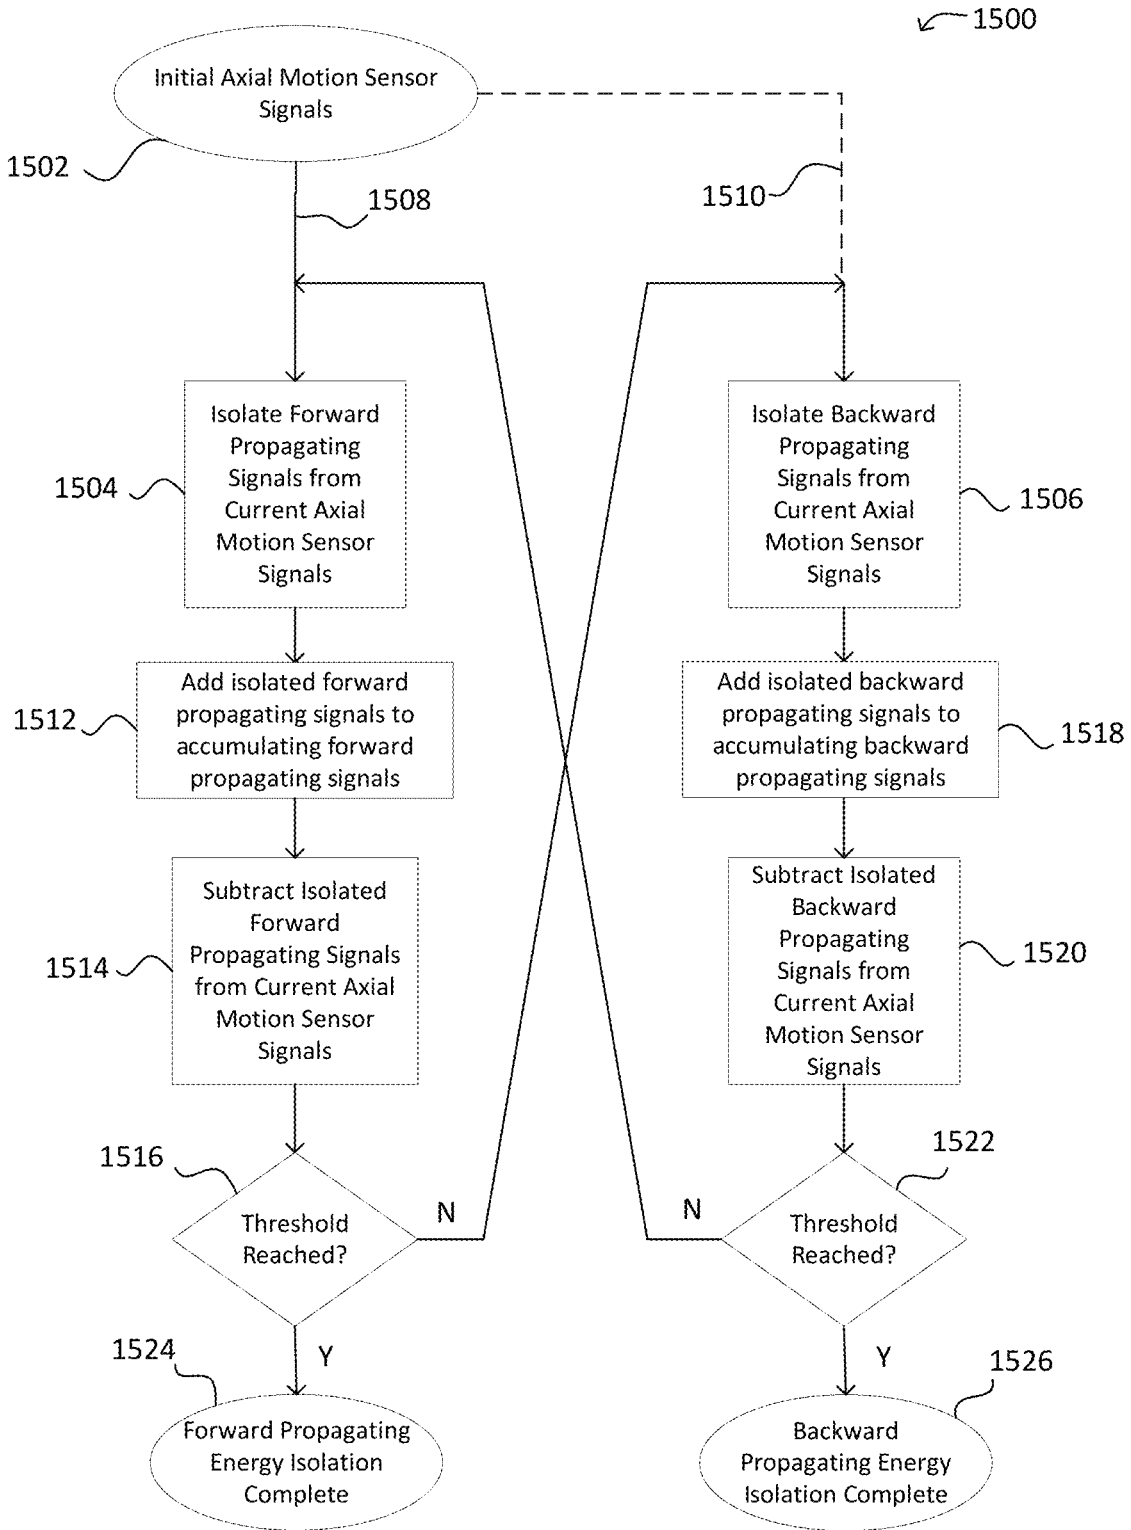 1500
Initial Axial Motion Sensor
Signals
1502
1508
1510
Isolate Forward
Propagating
Signals from
Current Axial
Motion Sensor
Signals
1504
Isolate Backward
Propagating
Signals from
Current Axial
Motion Sensor
Signals
1506
Add isolated forward
propagating signals to
accumulating forward
propagating signals
1512
Add isolated backward
propagating signals to
accumulating backward
propagating signals
1518
Subtract Isolated
Forward
Propagating Signals
from Current Axial
Motion Sensor
Signals
1514
Subtract Isolated
Backward
Propagating
Signals from
Current Axial
Motion Sensor
Signals
1520
1516
Threshold
Reached?
N
1522
Threshold
Reached?
N
Y
1524
Forward Propagating
Energy Isolation
Complete
Y
1526
Backward
Propagating Energy
Isolation Complete